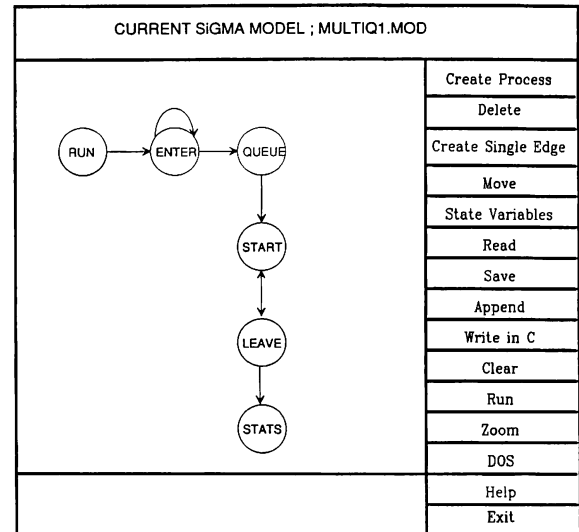 CURRENT SiGMA MODEL ; MULTIQ1.MOD
RUN
ENTER
QUEUE
START
LEAVE
STATS
Create Process
Delete
Create Single Edge
Move
State Variables
Read
Save
Append
Write in C
Clear
Run
Zoom
DOS
Help
Exit